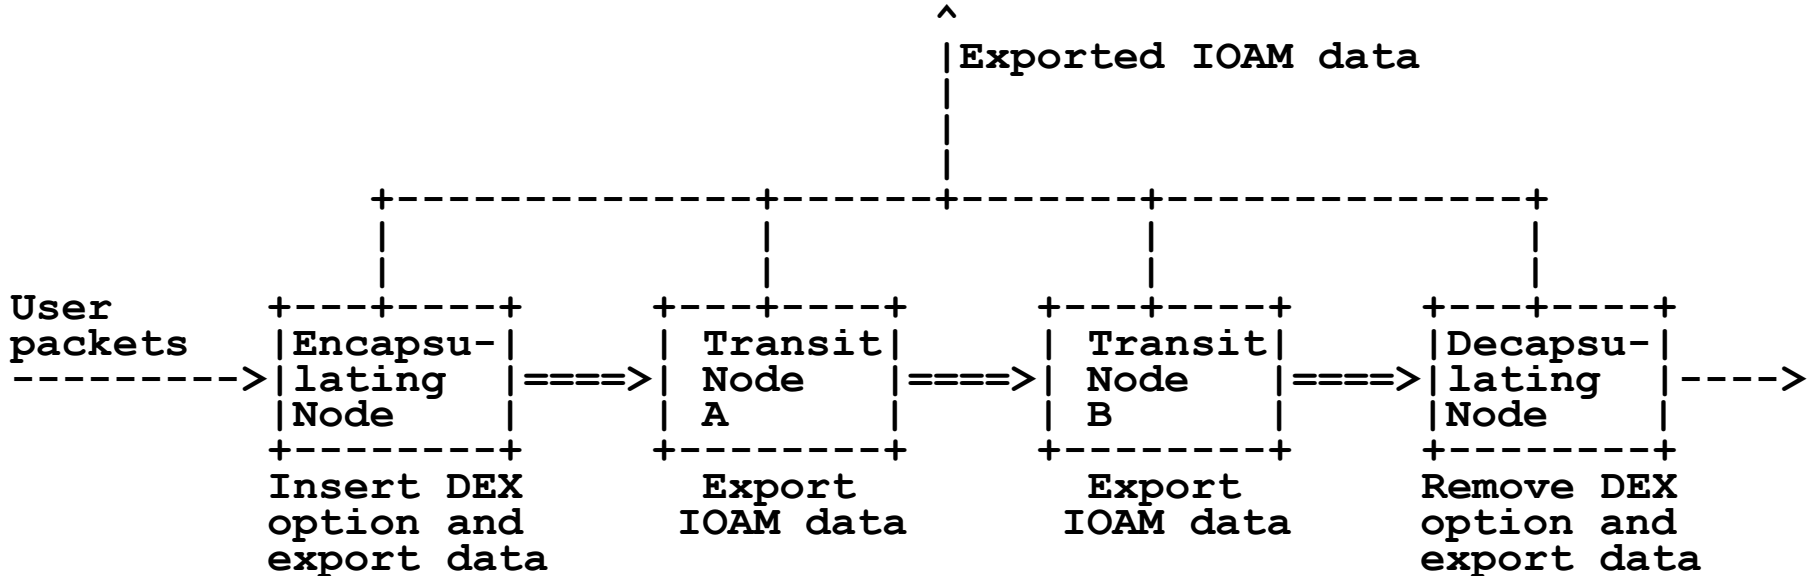 ^
|Exported IOAM data
|
|
|
+--------------+------+-------+--------------+
|              |              |              |
|              |              |              |
User      +---+----+     +---+----+     +---+----+     +---+----+
packets   |Encapsu-|     | Transit|     | Transit|     |Decapsu-|
--------->|lating  |====>| Node   |====>| Node   |====>|lating  |---->
|Node    |     | A      |     | B      |     |Node    |
+--------+     +--------+     +--------+     +--------+
Insert DEX       Export         Export       Remove DEX
option and      IOAM data      IOAM data     option and
export data                                  export data